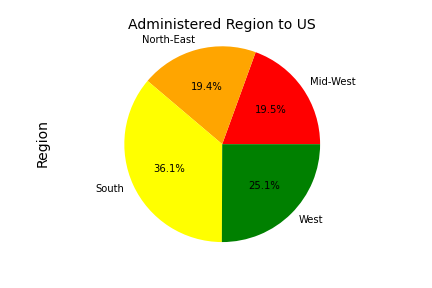 Administered Region to US
North-East
Mid-West
19.4%
19.5%
Region
36.1%
South
25.1%
West